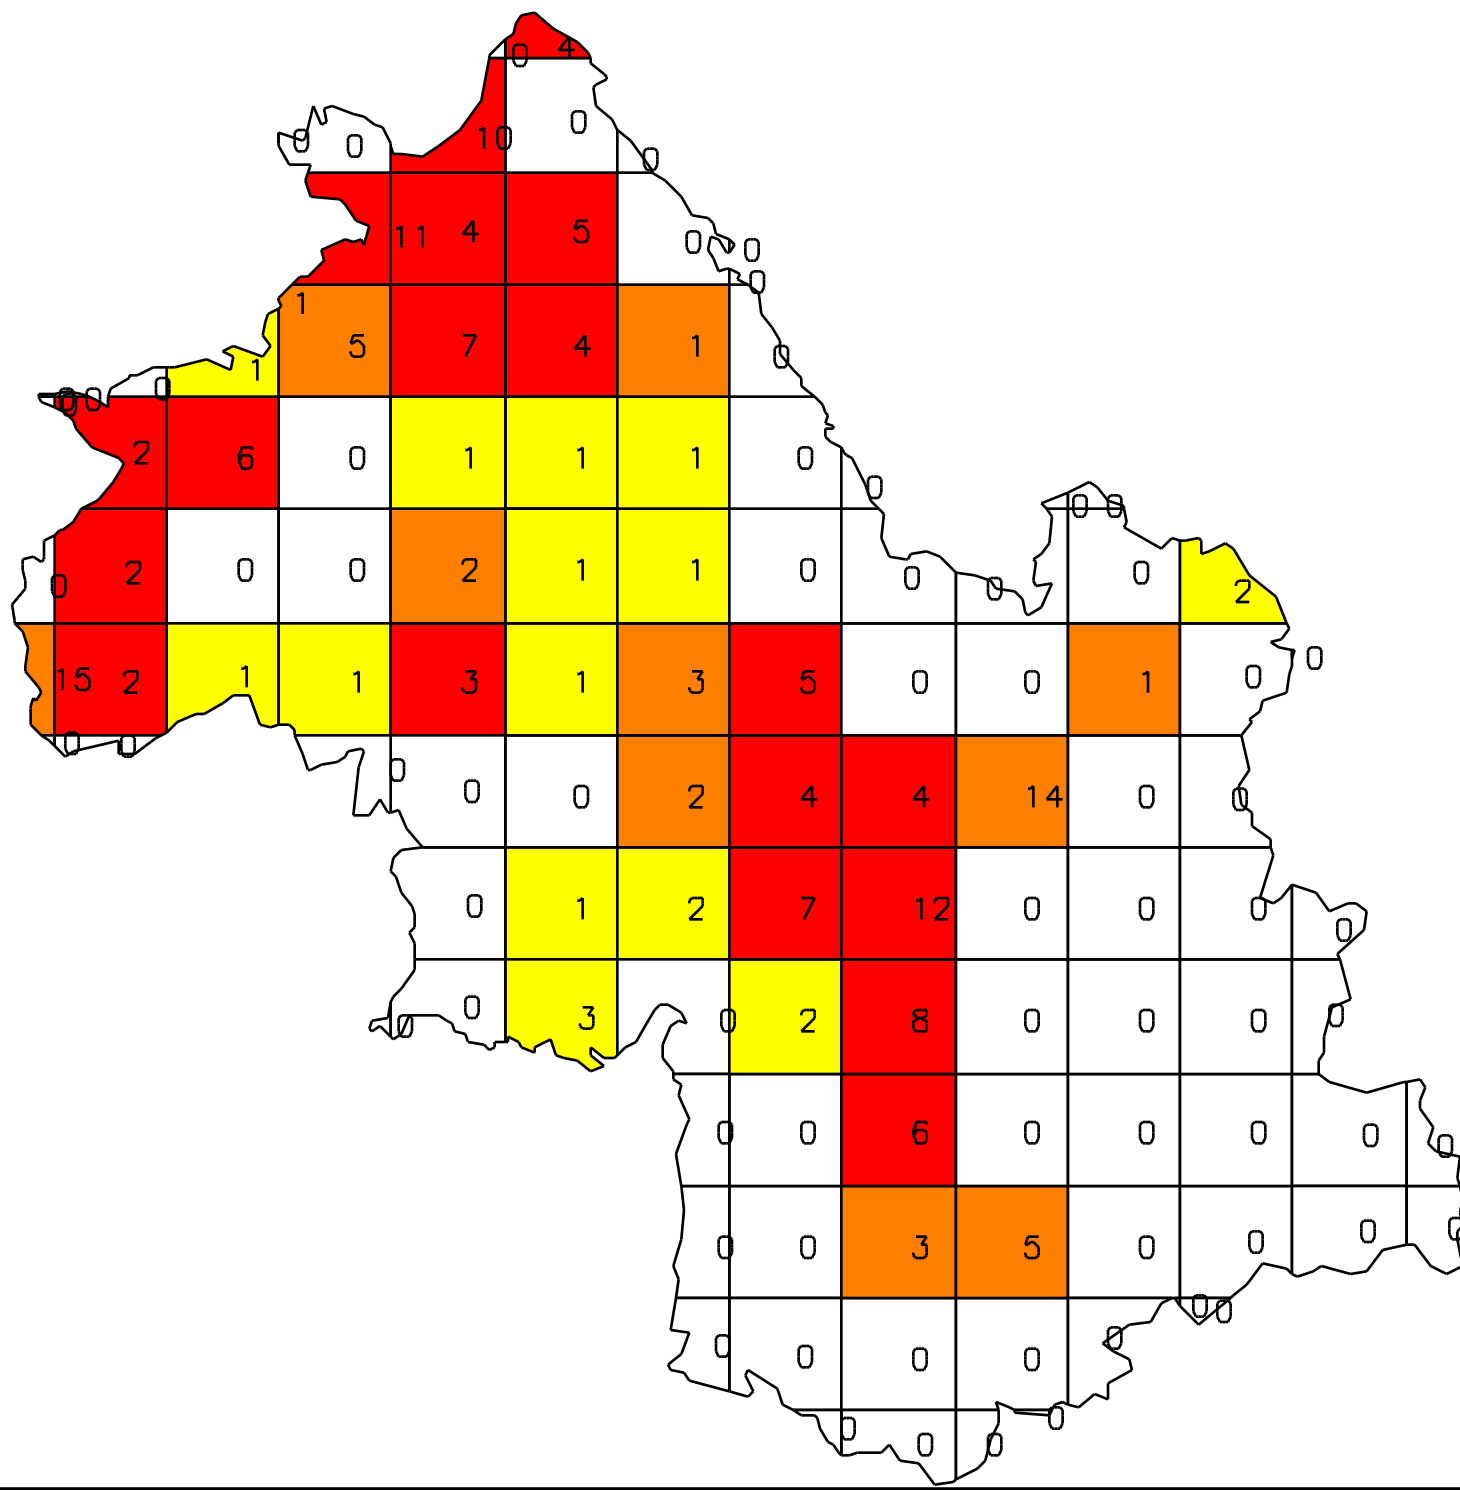 0 4
0 0 10 0 0
11 4 5 0 0
0
1 5 7 4 1 0
1
0 0 0 0
2 6 0 1 1 1 0
0 0 0
0 2 0 0 2 1 1 0 0 0 0 2
15 2 1 1 3 1 3 5 0 0 1 0 0
0 0
0 0 0 2 4 4 14 0 0
0 1 2 7 12 0 0 0 0
0 0 3 0 2 8 0 0 0 0
0 0 6 0 0 0 0 0
0 0 3 5 0 0 0 0
0 0 0 0 0 0 0
0 0 0 0